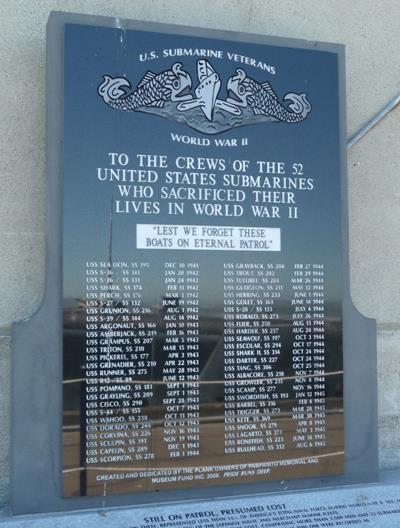 U.S. SUBMARINE VETERANS
WORLD WAR II
TO THE CREWS OF THE 52
UNITED STATES SUBMARINES
WHO SACRIFICED THEIR
LIVES IN WORLD WAR II
"LEST WE FORGET THESE
BOATS ON ETERNAL PATROL"
USS SEA LION, SS 195 DEC 10 1941
USS S-36 // SS 141 JAN 20 1942
USS S-26 // SS 131 JAN 24 1942
USS SHARK, SS 174 FEB 11 1942
USS PERCH, SS 176 MAR 3 1942
USS S-27 // SS 132 JUNE 19 1942
USS GRUNION, SS 216 AUG 1 1942
USS S-39 // SS 144 AUG 14 1942
USS ARGONAUT, SS 166 JAN 10 1943
USS AMBERJACK, SS 219 FEB 16 1943
USS GRAMPUS, SS 207 MAR 5 1943
USS TRITON, SS 201 MAR 15 1943
USS PICKEREL, SS 177 APR 3 1943
USS GRENADIER, SS 210 APR 22 1943
USS RUNNER, SS 275 MAY 28 1943
USS R12 // SS 89 JUNE 12 1943
USS POMPANO, SS 181 SEPT 1943
USS GRAYLING, SS 209 SEPT 1943
USS CISCO, SS 290 SEPT 28 1943
USS S-44 // SS 155 OCT 7 1943
USS WAHOO, SS 238 OCT 11 1943
USS DORADO, SS 248 OCT 12 1943
USS CORVINA, SS 226 NOV 16 1943
USS SCULPIN, SS 191 NOV 19 1943
USS CAPELIN, SS 289 DEC 1943
USS SCORPION, SS 278 FEB 1 1944
USS GRAYBACK, SS 208 FEB 27 1944
USS TROUT, SS 202 FEB 29 1944
USS TULLIBEE, SS 284 MAR 26 1944
USS GUDGEON, SS 211 MAY 12 1944
USS HERRING, SS 233 JUNE 1 1944
USS GOLET, SS 361 JUNE 14 1944
USS S-28 // SS 133 JULY 4 1944
USS ROBALO, SS 273 JULY 26 1944
USS FLIER, SS 250 AUG 13 1944
USS HARDER, SS 257 AUG 24 1944
USS SEAWOLF, SS 197 OCT 3 1944
USS ESCOLAR, SS 294 OCT 17 1944
USS SHARK II, SS 314 OCT 24 1944
USS DARTER, SS 227 OCT 24 1944
USS TANG, SS 306 OCT 25 1944
USS ALBACORE, SS 218 NOV 7 1944
USS GROWLER, SS 215 NOV 8 1944
USS SCAMP, SS 277 NOV 16 1944
USS SWORDFISH, SS 193 JAN 12 1945
USS BARBEL, SS 316 FEB 4 1945
USS TRIGGER, SS 237 MAR 28 1945
USS KETE, SS 369 MAR 20 1945
USS SNOOK, SS 279 APR 8 1945
USS LAGARTO, SS 371 MAY 3 1945
USS BONEFISH, SS 223 JUNE 18 1945
USS BULLHEAD, SS 332 AUG 6 1945
CREATED AND DEDICATED BY THE PLANK OWNERS OF PAMPANITO MEMORIAL AND
MUSEUM FUND INC. 2008. PRIDE RUNS DEEP.
STILL ON PATROL, PRESUMED LOST